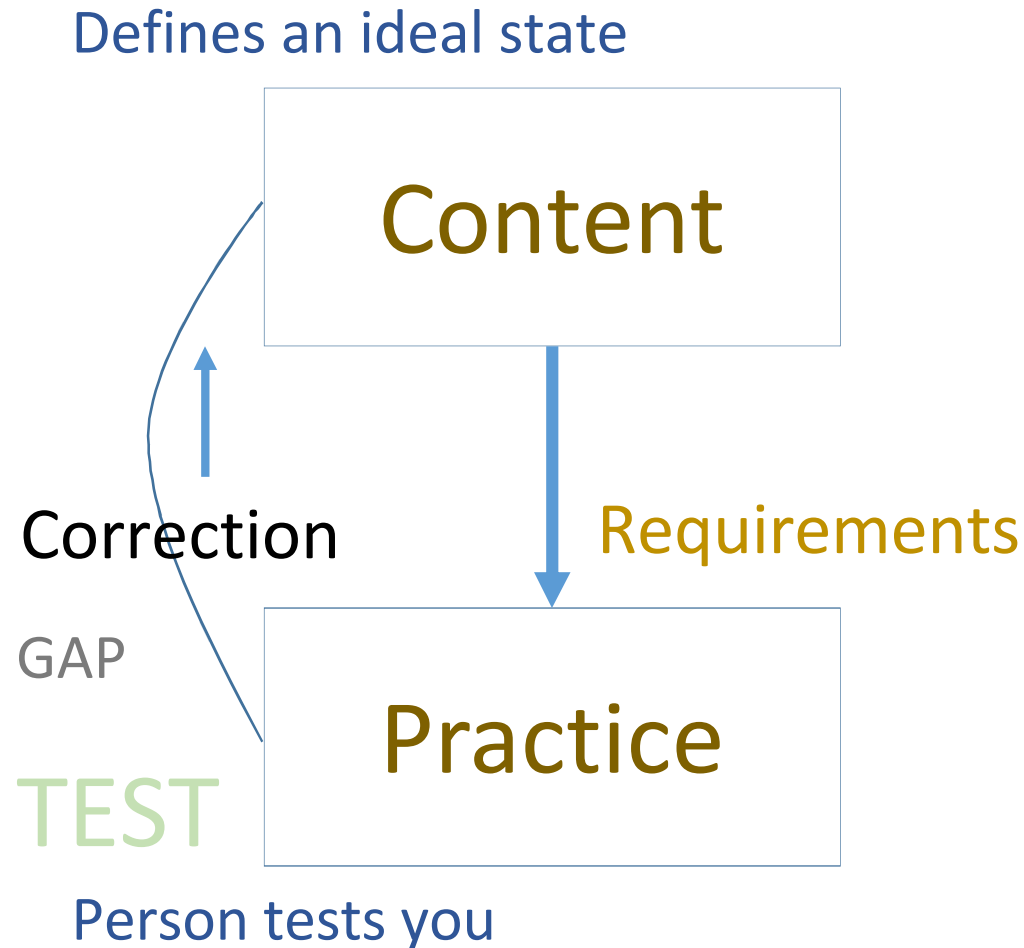 Defines an ideal state
Content
Correction
Requirements
GAP
Practice
TEST
Person tests you